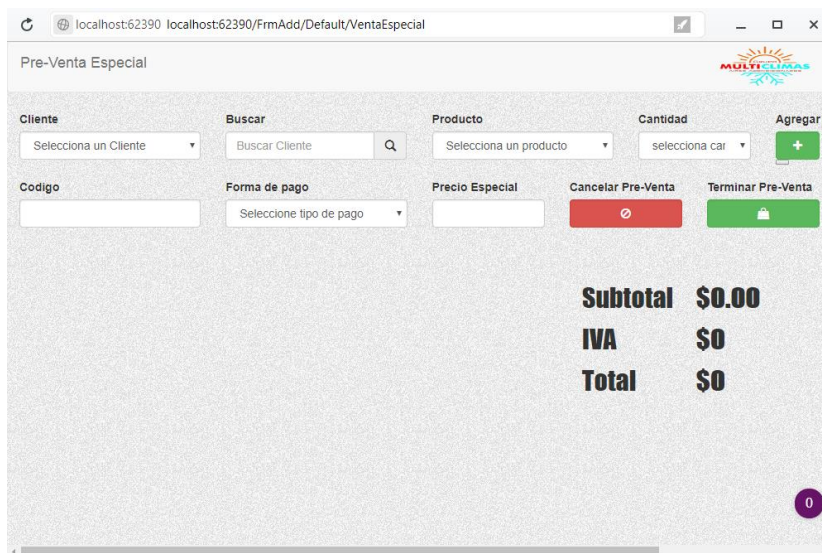 localhost:62390 localhost:62390/FrmAdd/Default/VentaEspecial
Pre-Venta Especial
MULTICLIMAS
Cliente Buscar Producto Cantidad Agregar
Selecciona un Cliente Buscar Cliente Selecciona un producto selecciona car
Codigo Forma de pago Precio Especial Cancelar Pre-Venta Terminar Pre-Venta
Seleccione tipo de pago
Subtotal $0.00
IVA $0
Total $0
0